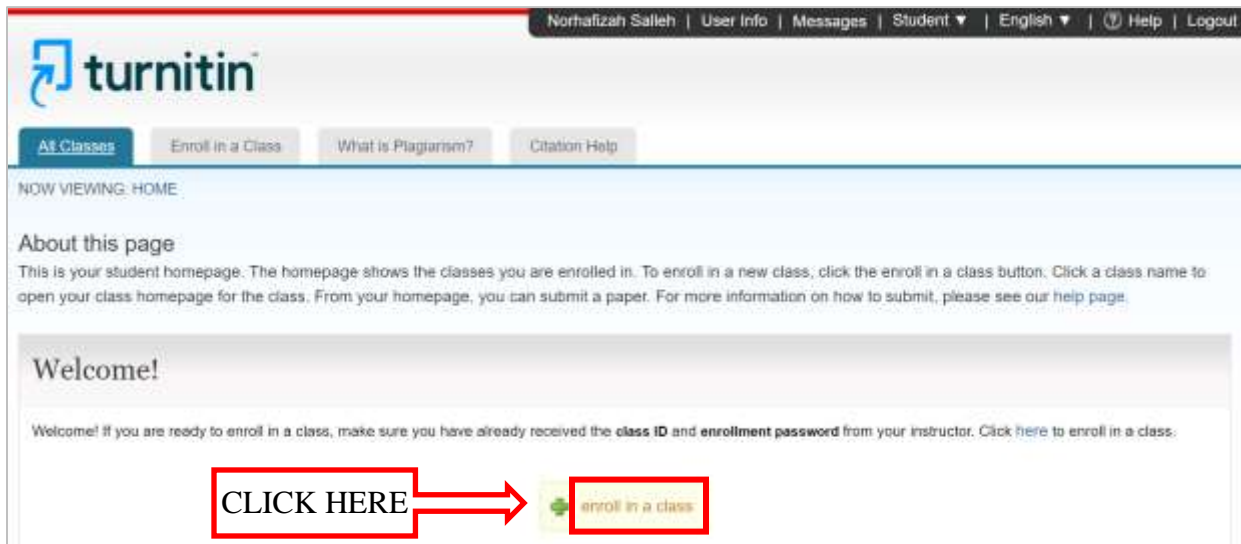 Norhafizah Salleh | User Info | Messages | Student ▼ | English ▼ | ? Help | Logout
turnitin
All Classes Enroll in a Class What is Plagiarism? Citation Help
NOW VIEWING: HOME
About this page
This is your student homepage. The homepage shows the classes you are enrolled in. To enroll in a new class, click the enroll in a class button. Click a class name to
open your class homepage for the class. From your homepage, you can submit a paper. For more information on how to submit, please see our help page.
Welcome!
Welcome! If you are ready to enroll in a class, make sure you have already received the class ID and enrollment password from your instructor. Click here to enroll in a class.
CLICK HERE enroll in a class